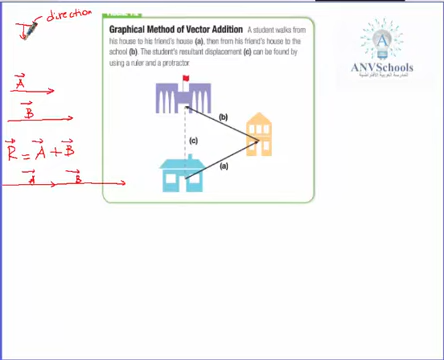 direction
A
B
R = A + B
A B
Graphical Method of Vector Addition A student walks from
his house to his friend's house (a), then from his friend's house to the
school (b). The student's resultant displacement (c) can be found by
using a ruler and a protractor
(b)
(c)
(a)
A
ANVSchools